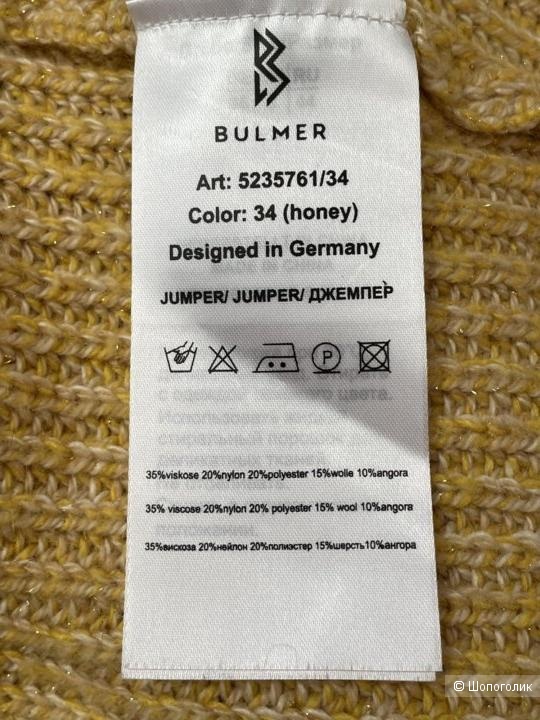 BULMER
Art: 5235761/34
Color: 34 (honey)
Designed in Germany
JUMPER/ JUMPER/ ДЖЕМПЕР
P
35%viskose 20%nylon 20%polyester 15%wolle 10%angora
35% viscose 20%nylon 20% polyester 15% wool 10%angora
35%вискоза 20%нейлон 20%полиэстер 15%шерсть10%ангора
© Шопоголик